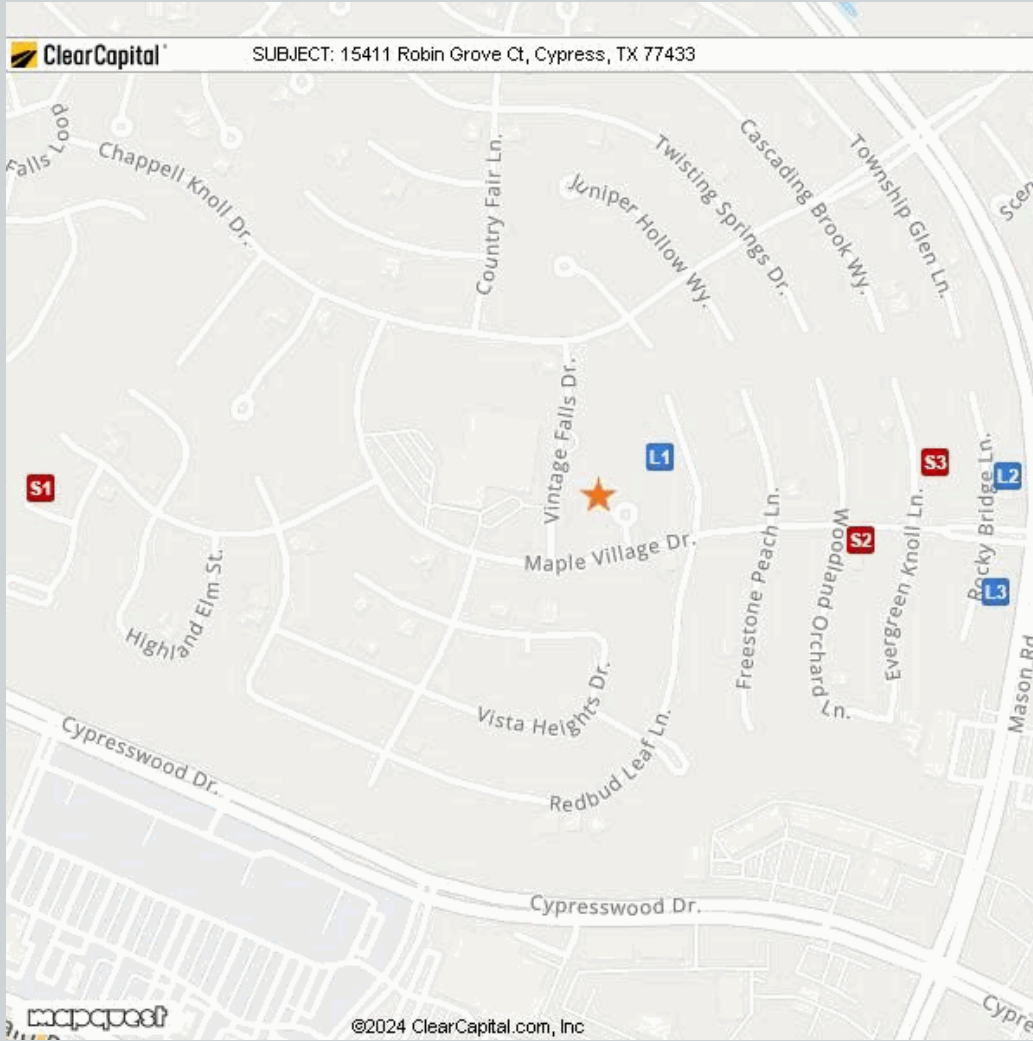 ClearCapital
SUBJECT: 15411 Robin Grove Ct, Cypress, TX 77433
Falls Loop
Chappell Knoll Dr.
Country Fair Ln.
Twisting Springs Dr.
Cascading Brook Wy.
Township Glen Ln.
Juniper Hollow Wy.
Vintage Falls Dr.
L1
S1
S3
L2
S2
L3
Maple Village Dr.
Freestone Peach Ln.
Woodland Orchard Ln.
Evergreen Knoll Ln.
Rocky Bridge Ln.
Highland Elm St.
Vista Heights Dr.
Redbud Leaf Ln.
Mason Rd
Cypresswood Dr.
Cypresswood Dr.
Cypre
mapquest
©2024 ClearCapital.com, Inc